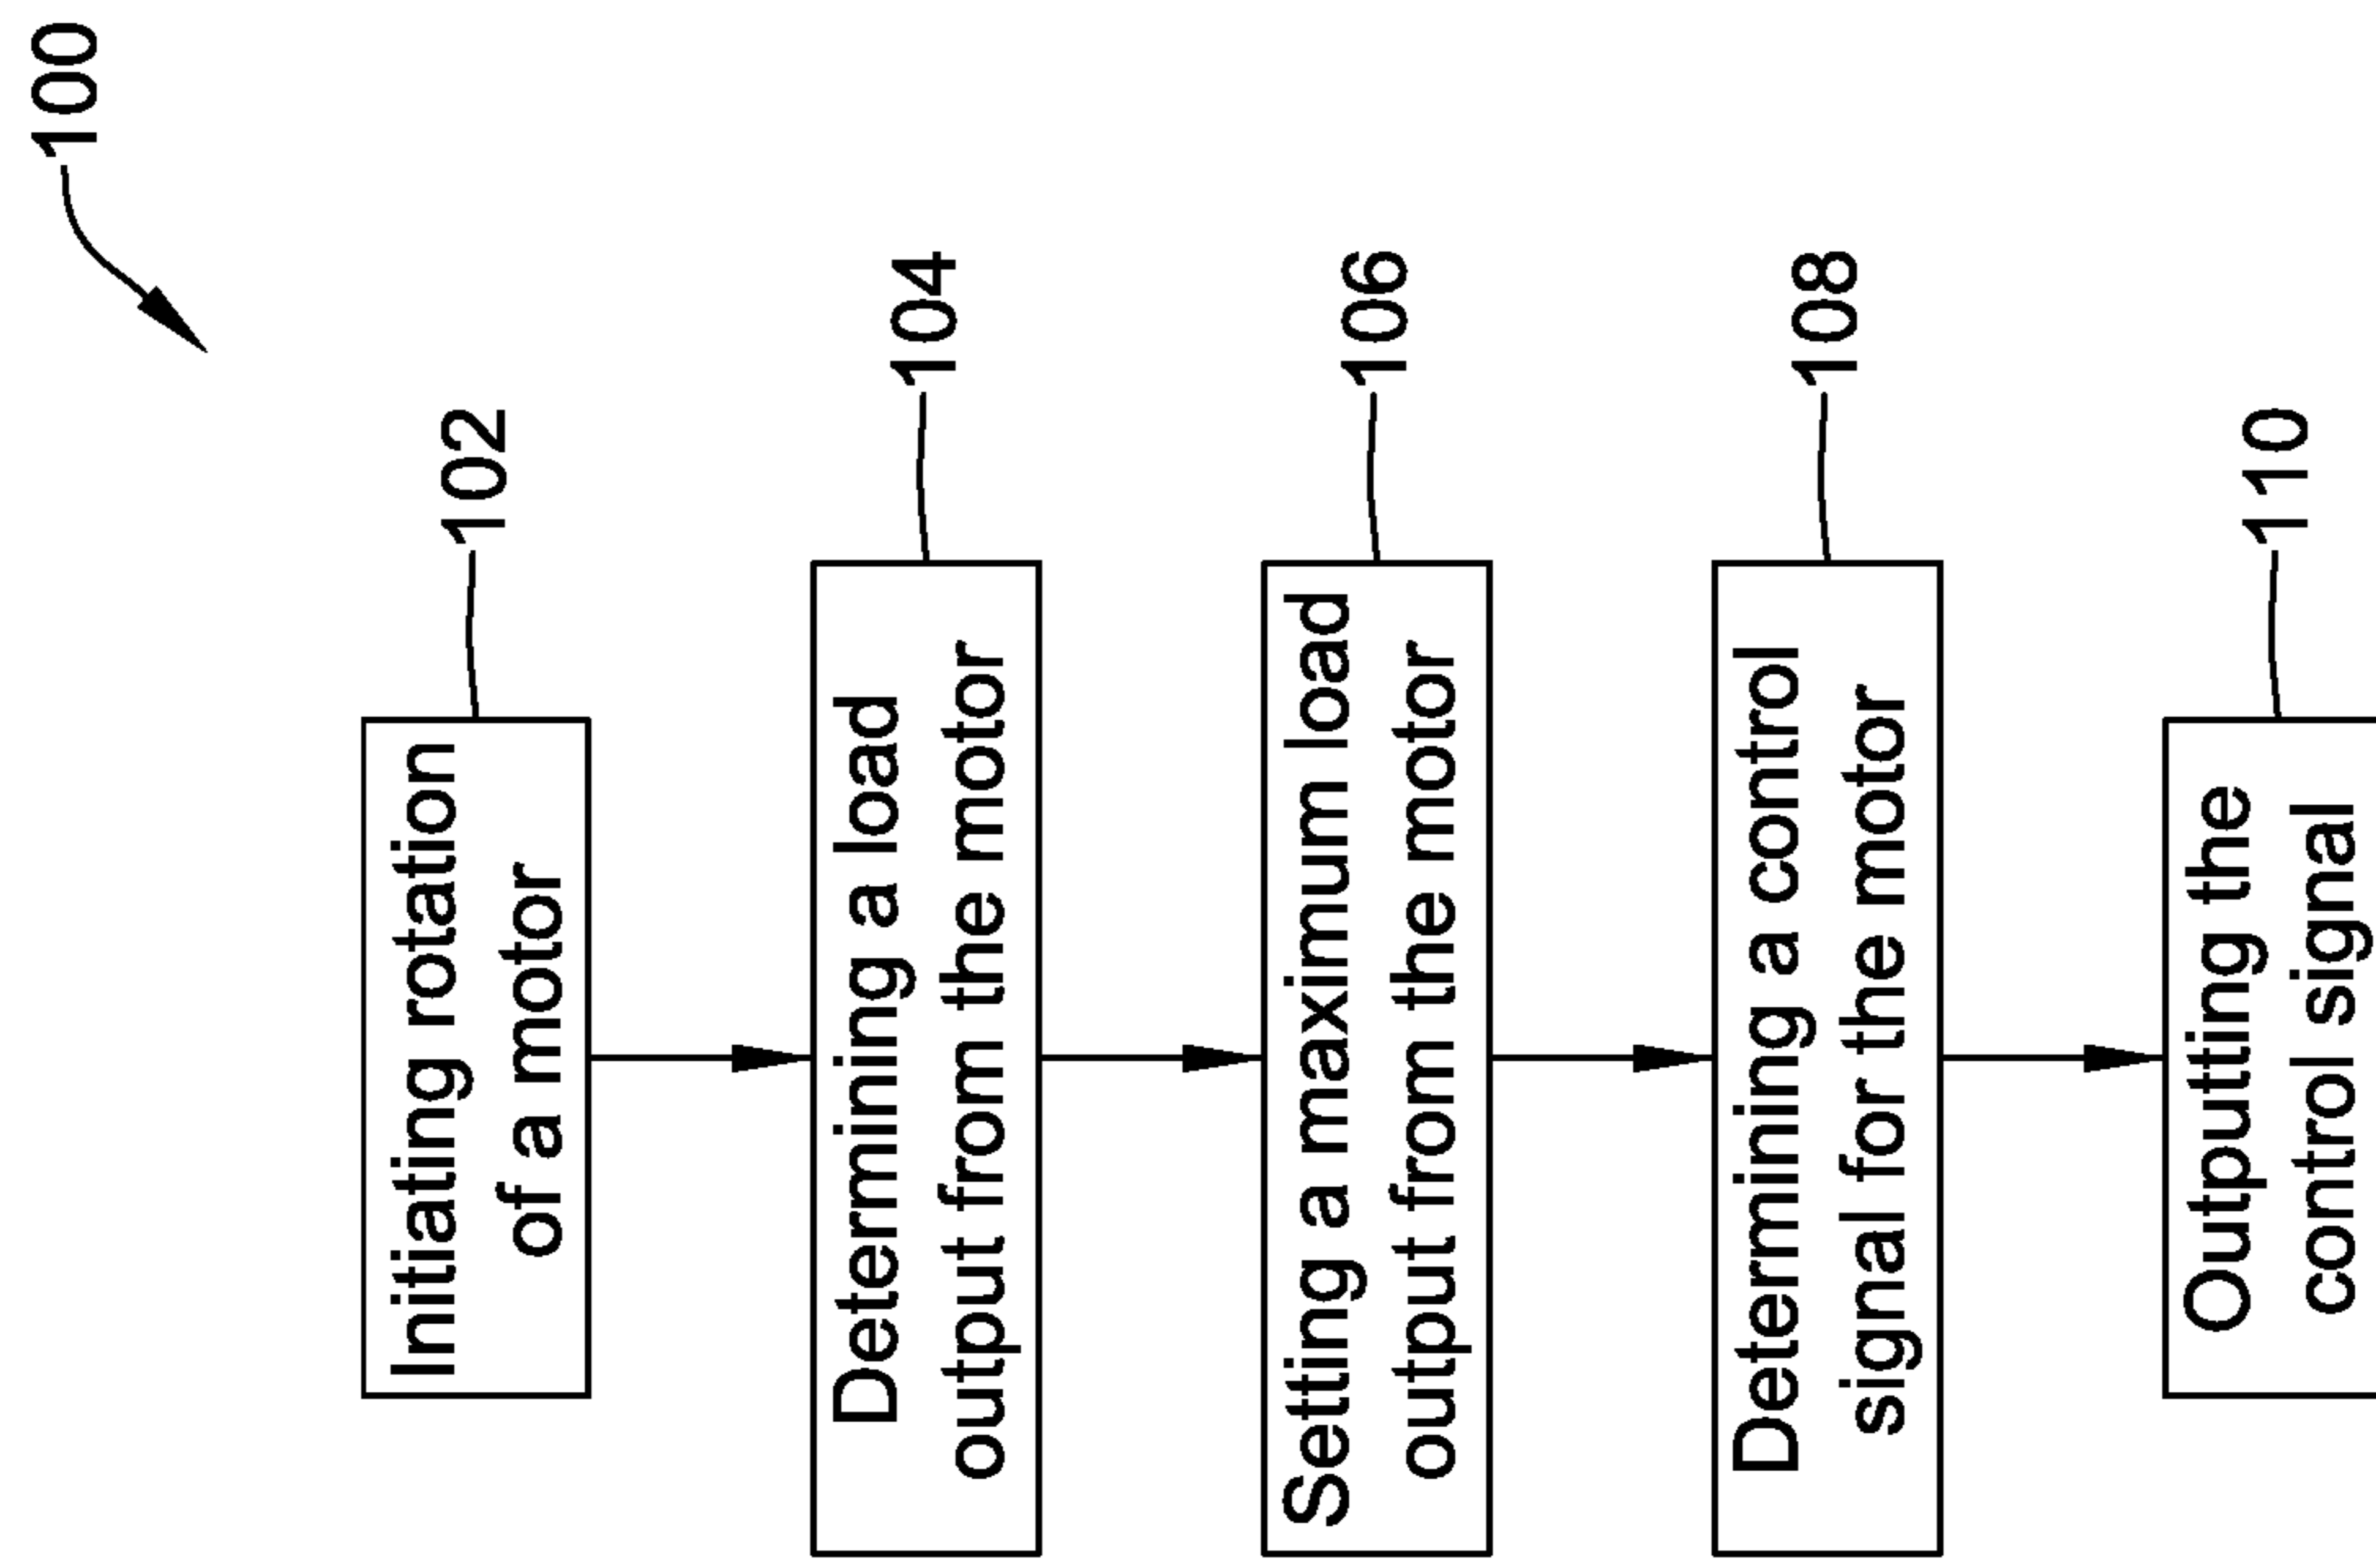 100
Initiating rotation
of a motor
102
Determining a load
output from the motor
104
Setting a maximum load
output from the motor
106
Determining a control
signal for the motor
108
Outputting the
control signal
110